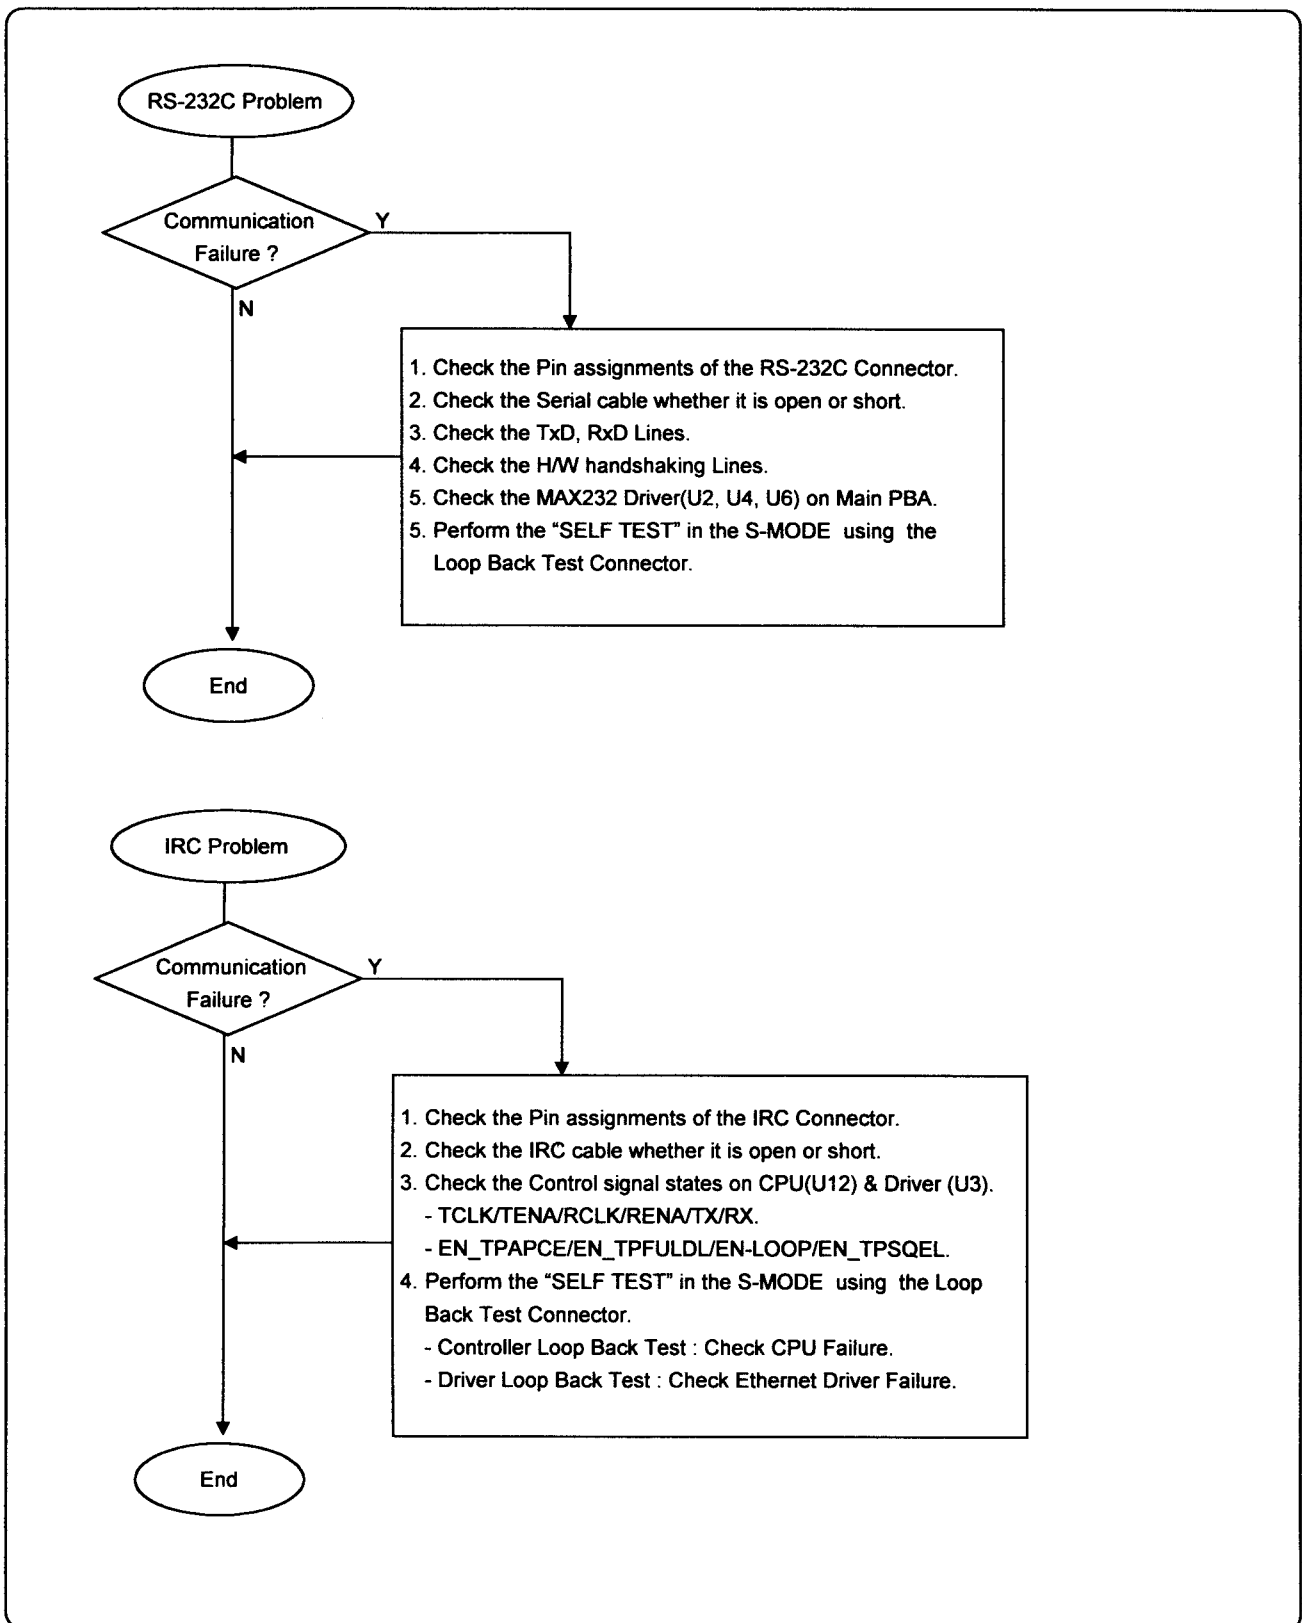 RS-232C Problem
Communication
Failure ?
Y
N
1. Check the Pin assignments of the RS-232C Connector.
2. Check the Serial cable whether it is open or short.
3. Check the TxD, RxD Lines.
4. Check the H/W handshaking Lines.
5. Check the MAX232 Driver(U2, U4, U6) on Main PBA.
5. Perform the “SELF TEST” in the S-MODE using the
Loop Back Test Connector.
End
IRC Problem
Communication
Failure ?
Y
N
1. Check the Pin assignments of the IRC Connector.
2. Check the IRC cable whether it is open or short.
3. Check the Control signal states on CPU(U12) & Driver (U3).
- TCLK/TENA/RCLK/RENA/TX/RX.
- EN_TPAPCE/EN_TPFULDL/EN-LOOP/EN_TPSQEL.
4. Perform the “SELF TEST” in the S-MODE using the Loop
Back Test Connector.
- Controller Loop Back Test : Check CPU Failure.
- Driver Loop Back Test : Check Ethernet Driver Failure.
End